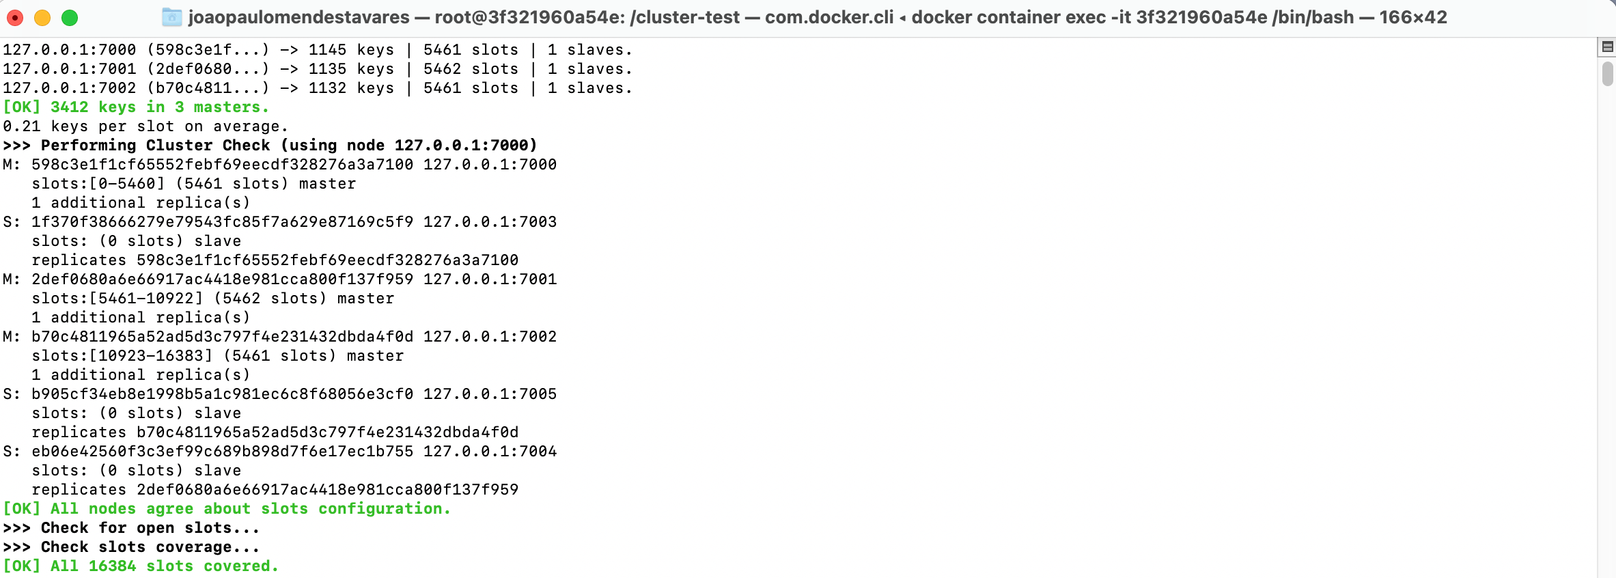 joaopaulomendestavares — root@3f321960a54e: /cluster-test — com.docker.cli ◂ docker container exec -it 3f321960a54e /bin/bash — 166×42
127.0.0.1:7000 (598c3e1f...) -> 1145 keys | 5461 slots | 1 slaves.
127.0.0.1:7001 (2def0680...) -> 1135 keys | 5462 slots | 1 slaves.
127.0.0.1:7002 (b70c4811...) -> 1132 keys | 5461 slots | 1 slaves.
[OK] 3412 keys in 3 masters.
0.21 keys per slot on average.
>>> Performing Cluster Check (using node 127.0.0.1:7000)
M: 598c3e1f1cf65552febf69eecdf328276a3a7100 127.0.0.1:7000
   slots:[0-5460] (5461 slots) master
   1 additional replica(s)
S: 1f370f38666279e79543fc85f7a629e87169c5f9 127.0.0.1:7003
   slots: (0 slots) slave
   replicates 598c3e1f1cf65552febf69eecdf328276a3a7100
M: 2def0680a6e66917ac4418e981cca800f137f959 127.0.0.1:7001
   slots:[5461-10922] (5462 slots) master
   1 additional replica(s)
M: b70c4811965a52ad5d3c797f4e231432dbda4f0d 127.0.0.1:7002
   slots:[10923-16383] (5461 slots) master
   1 additional replica(s)
S: b905cf34eb8e1998b5a1c981ec6c8f68056e3cf0 127.0.0.1:7005
   slots: (0 slots) slave
   replicates b70c4811965a52ad5d3c797f4e231432dbda4f0d
S: eb06e42560f3c3ef99c689b898d7f6e17ec1b755 127.0.0.1:7004
   slots: (0 slots) slave
   replicates 2def0680a6e66917ac4418e981cca800f137f959
[OK] All nodes agree about slots configuration.
>>> Check for open slots...
>>> Check slots coverage...
[OK] All 16384 slots covered.